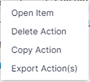 Open Item
Delete Action
Copy Action
Export Action(s)